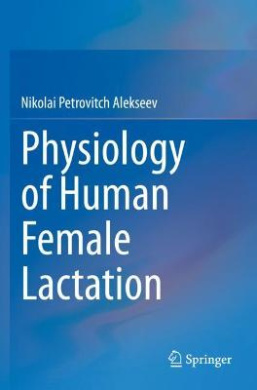 Nikolai Petrovitch Alekseev
Physiology
of Human
Female
Lactation
Springer